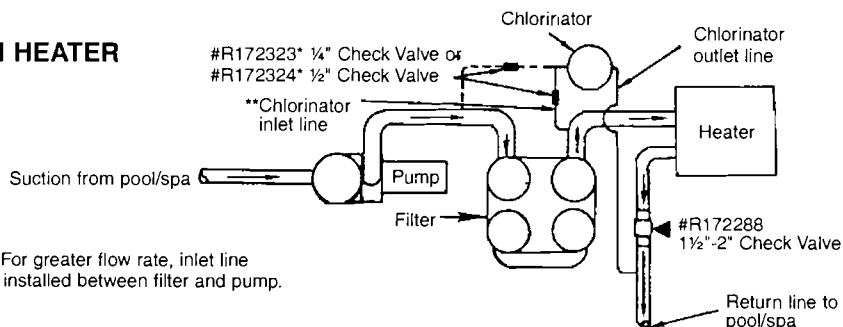 HEATER
Chlorinator
#R172323* ¼" Check Valve or
#R172324* ½" Check Valve
Chlorinator
outlet line
**Chlorinator
inlet line
Heater
Suction from pool/spa
Pump
Filter
#R172288
1½"-2" Check Valve
For greater flow rate, inlet line
installed between filter and pump.
Return line to
pool/spa